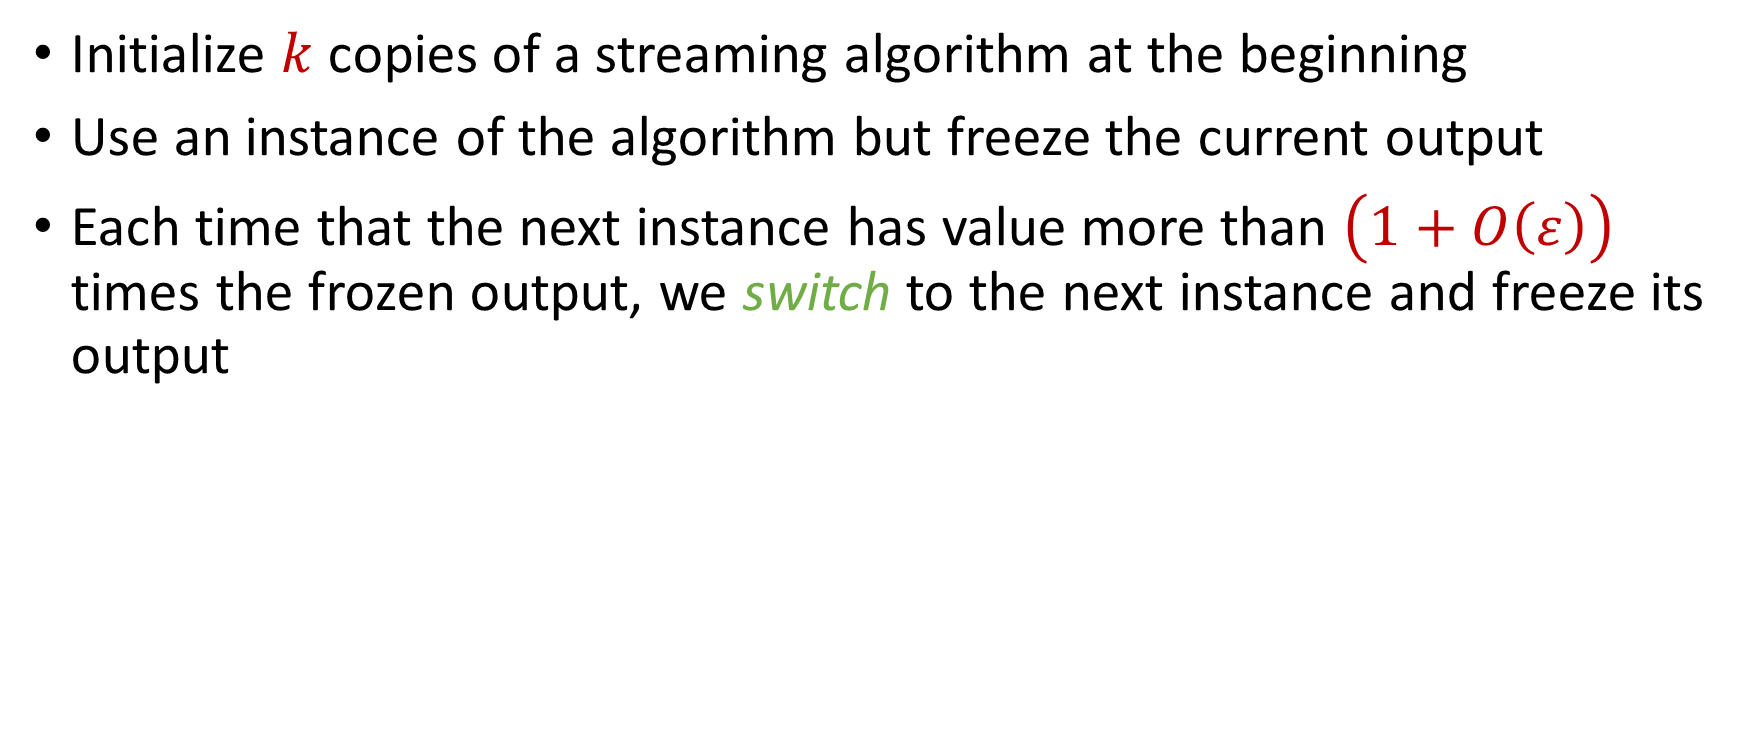 • Initialize k copies of a streaming algorithm at the beginning
• Use an instance of the algorithm but freeze the current output
• Each time that the next instance has value more than (1 + O(ε))
times the frozen output, we switch to the next instance and freeze its
output